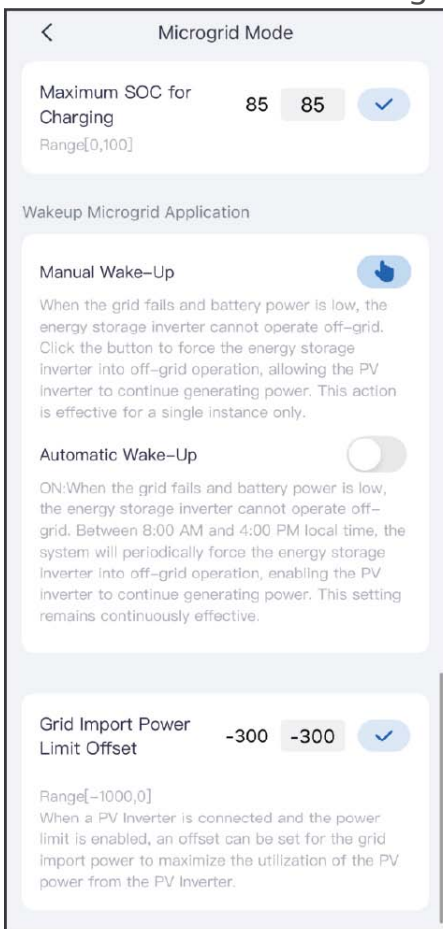 Microgrid Mode
Maximum SOC for
Charging
85 85
Range[0,100]
Wakeup Microgrid Application
Manual Wake-Up
When the grid fails and battery power is low, the
energy storage inverter cannot operate off-grid.
Click the button to force the energy storage
inverter into off-grid operation, allowing the PV
inverter to continue generating power. This action
is effective for a single instance only.
Automatic Wake-Up
ON:When the grid fails and battery power is low,
the energy storage inverter cannot operate off-
grid. Between 8:00 AM and 4:00 PM local time, the
system will periodically force the energy storage
inverter into off-grid operation, enabling the PV
inverter to continue generating power. This setting
remains continuously effective.
Grid Import Power
Limit Offset
-300 -300
Range[-1000,0]
When a PV Inverter is connected and the power
limit is enabled, an offset can be set for the grid
import power to maximize the utilization of the PV
power from the PV Inverter.